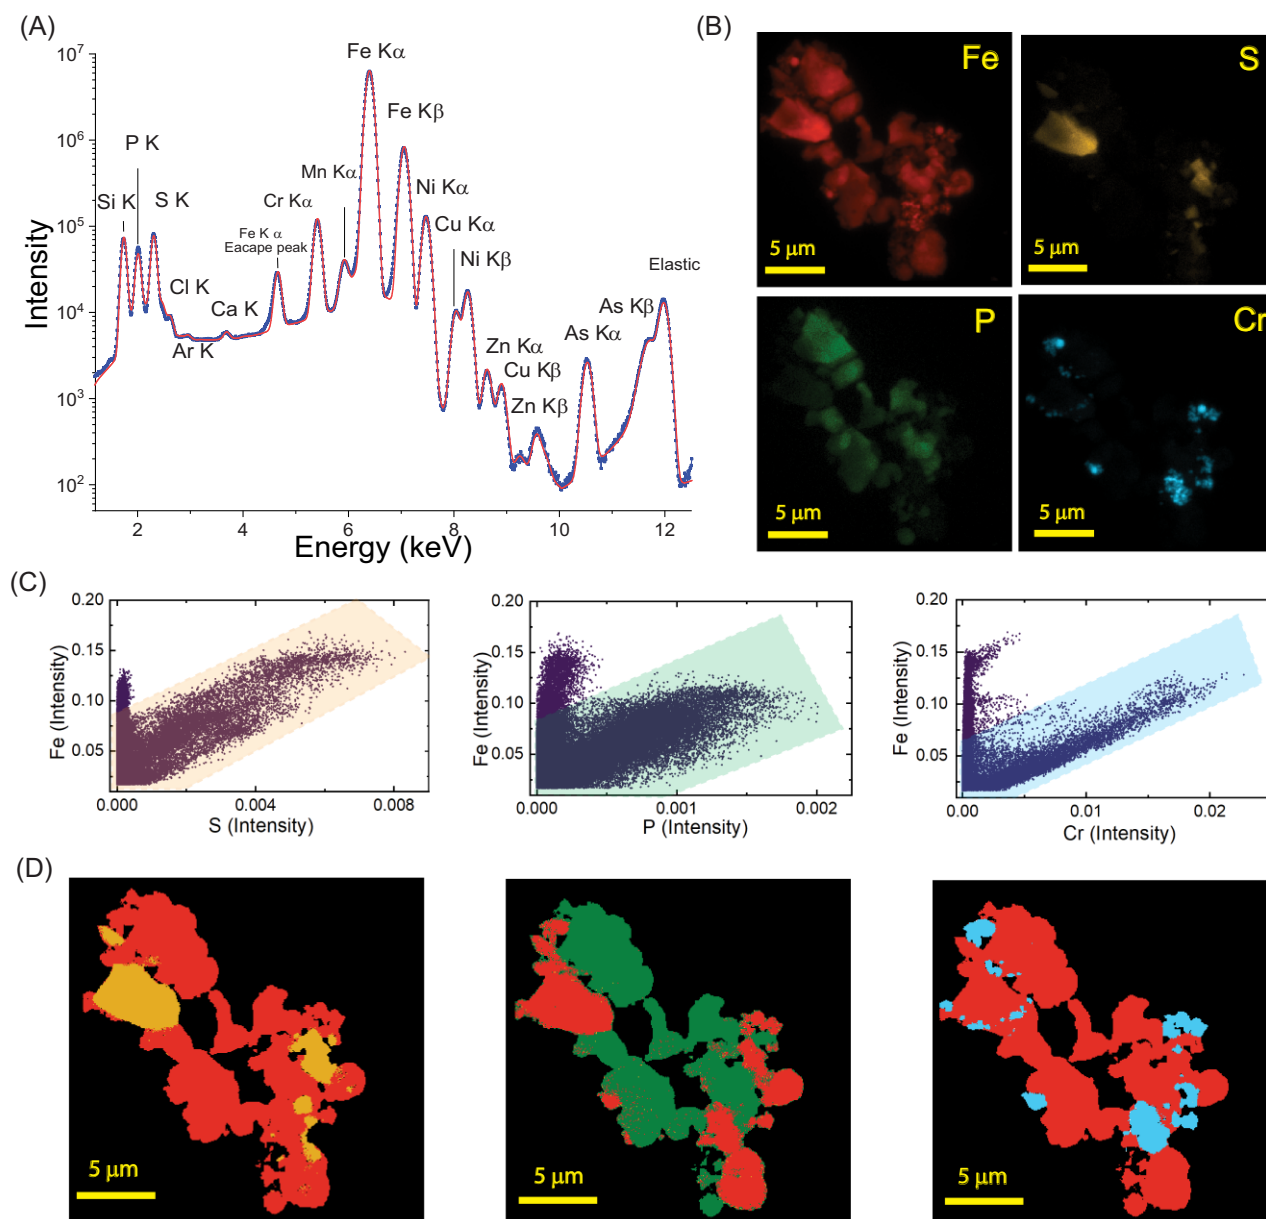 (A)
Intensity
10⁷
10⁶
10⁵
10⁴
10³
10²
2
4
6
8
10
12
Energy (keV)
Si K
P K
S K
Cl K
Ar K
Ca K
Fe K α
Eacape peak
Cr Kα
Mn Kα
Fe Kα
Fe Kβ
Ni Kα
Cu Kα
Ni Kβ
Zn Kα
Cu Kβ
Zn Kβ
As Kα
As Kβ
Elastic
(B)
Fe
5 μm
S
5 μm
P
5 μm
Cr
5 μm
(C)
Fe (Intensity)
0.20
0.15
0.10
0.05
0.000
0.004
0.008
S (Intensity)
Fe (Intensity)
0.20
0.15
0.10
0.05
0.000
0.001
0.002
P (Intensity)
Fe (Intensity)
0.20
0.15
0.10
0.05
0.00
0.01
0.02
Cr (Intensity)
(D)
5 μm
5 μm
5 μm